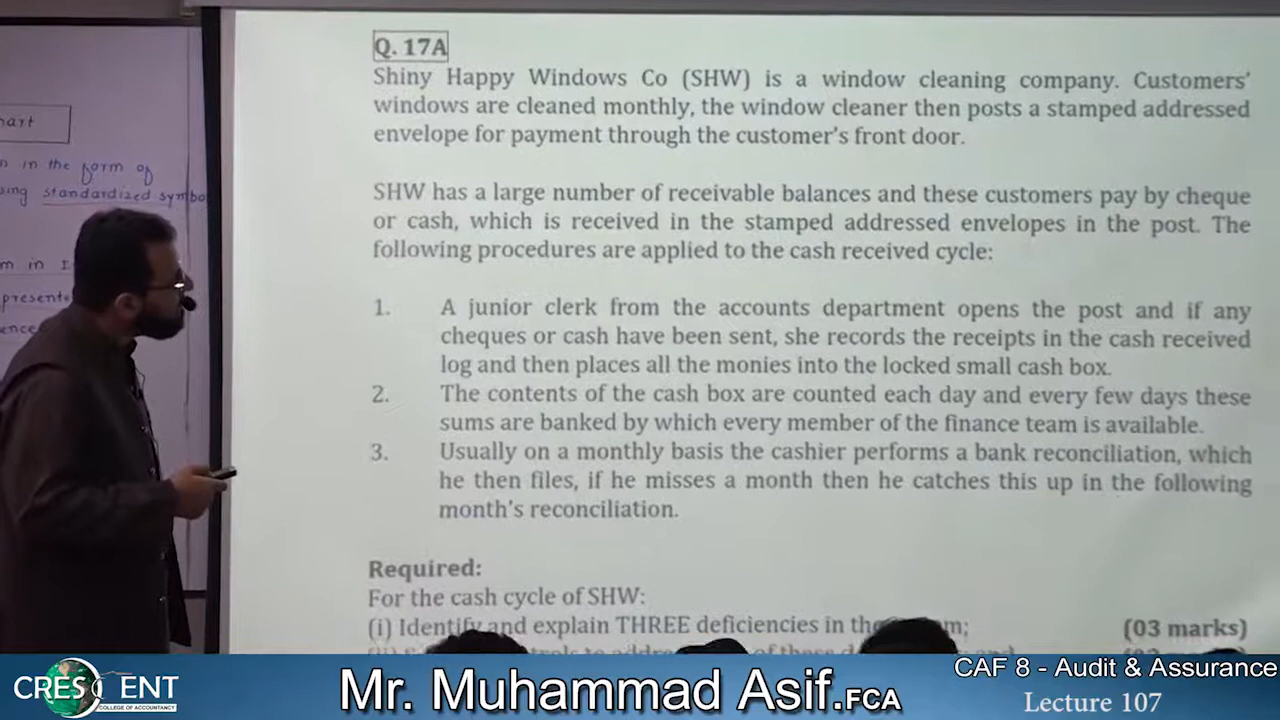 hart
n in the form of
sing standardized symbo
m in I
presente
ence
Q. 17A
Shiny Happy Windows Co (SHW) is a window cleaning company. Customers'
windows are cleaned monthly, the window cleaner then posts a stamped addressed
envelope for payment through the customer's front door.
SHW has a large number of receivable balances and these customers pay by cheque
or cash, which is received in the stamped addressed envelopes in the post. The
following procedures are applied to the cash received cycle:
1. A junior clerk from the accounts department opens the post and if any
cheques or cash have been sent, she records the receipts in the cash received
log and then places all the monies into the locked small cash box.
2. The contents of the cash box are counted each day and every few days these
sums are banked by which every member of the finance team is available.
3. Usually on a monthly basis the cashier performs a bank reconciliation, which
he then files, if he misses a month then he catches this up in the following
month's reconciliation.
Required:
For the cash cycle of SHW:
(i) Identify and explain THREE deficiencies in the m; (03 marks)
CRESCENT
COLLEGE OF ACCOUNTANCY
Mr. Muhammad Asif.FCA
CAF 8 - Audit & Assurance
Lecture 107